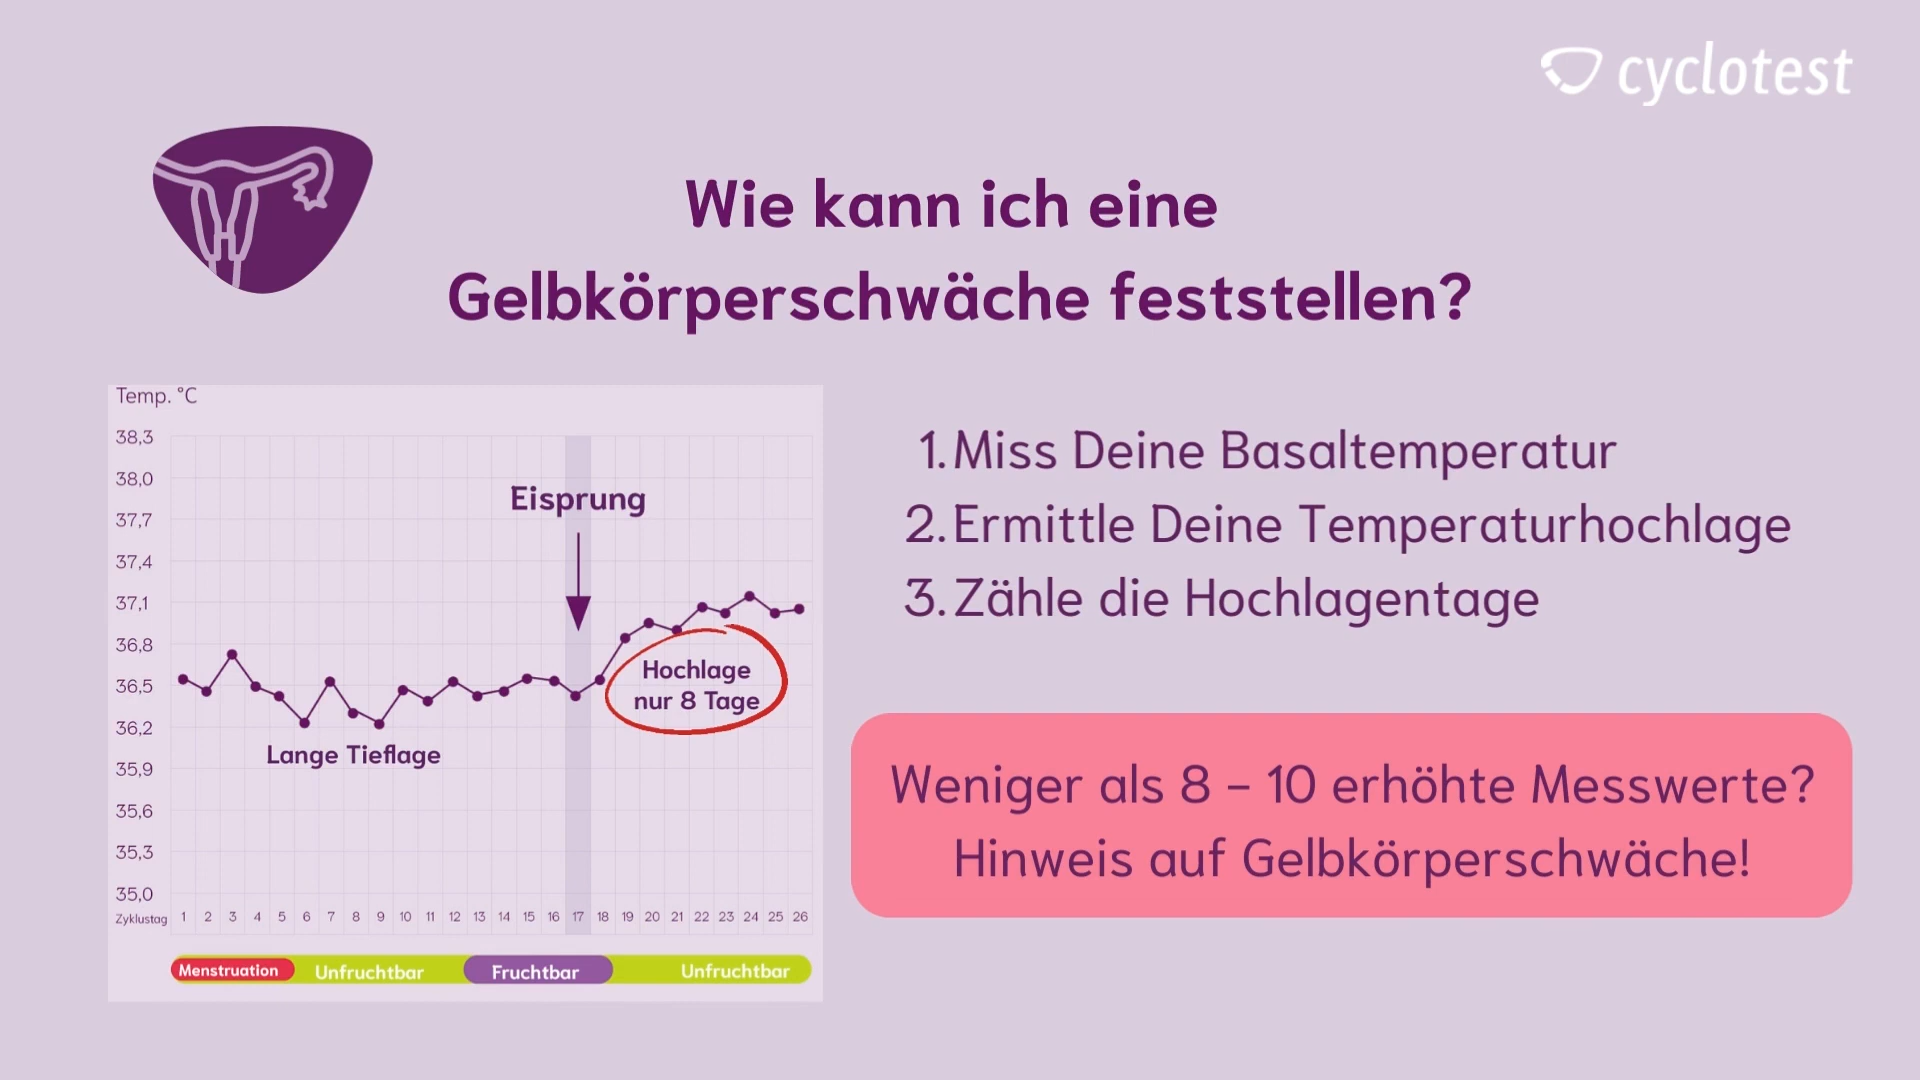 cyclotest
Wie kann ich eine
Gelbkörperschwäche feststellen?
Temp. °C
38,3
38,0
37,7
37,4
37,1
36,8
36,5
36,2
35,9
35,6
35,3
35,0
Eisprung
Hochlage
nur 8 Tage
Lange Tieflage
Zyklustag 1 2 3 4 5 6 7 8 9 10 11 12 13 14 15 16 17 18 19 20 21 22 23 24 25 26
Menstruation Unfruchtbar Fruchtbar Unfruchtbar
1. Miss Deine Basaltemperatur
2. Ermittle Deine Temperaturhochlage
3. Zähle die Hochlagentage
Weniger als 8 – 10 erhöhte Messwerte?
Hinweis auf Gelbkörperschwäche!